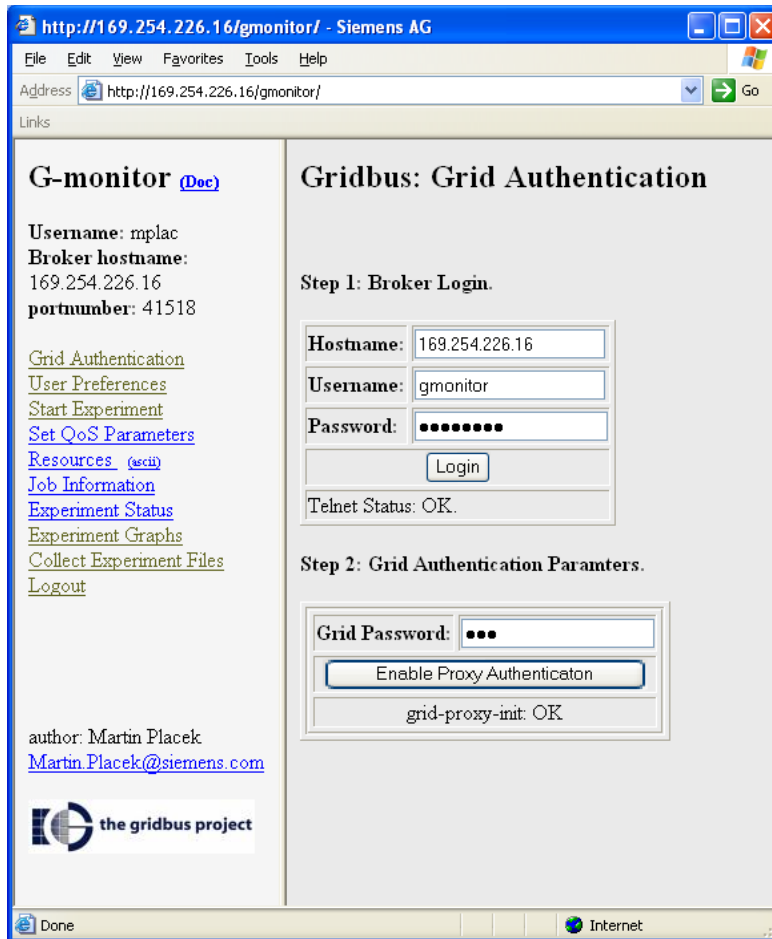 http://169.254.226.16/gmonitor/ - Siemens AG
File Edit View Favorites Tools Help
Address http://169.254.226.16/gmonitor/ Go
Links
G-monitor (Doc)
Username: mplac
Broker hostname:
169.254.226.16
portnumber: 41518
Grid Authentication
User Preferences
Start Experiment
Set QoS Parameters
Resources (ascii)
Job Information
Experiment Status
Experiment Graphs
Collect Experiment Files
Logout
author: Martin Placek
Martin.Placek@siemens.com
the gridbus project
Gridbus: Grid Authentication
Step 1: Broker Login.
Hostname: 169.254.226.16
Username: gmonitor
Password: ●●●●●●●●
Login
Telnet Status: OK.
Step 2: Grid Authentication Paramters.
Grid Password: ●●●
Enable Proxy Authenticaton
grid-proxy-init: OK
Done Internet